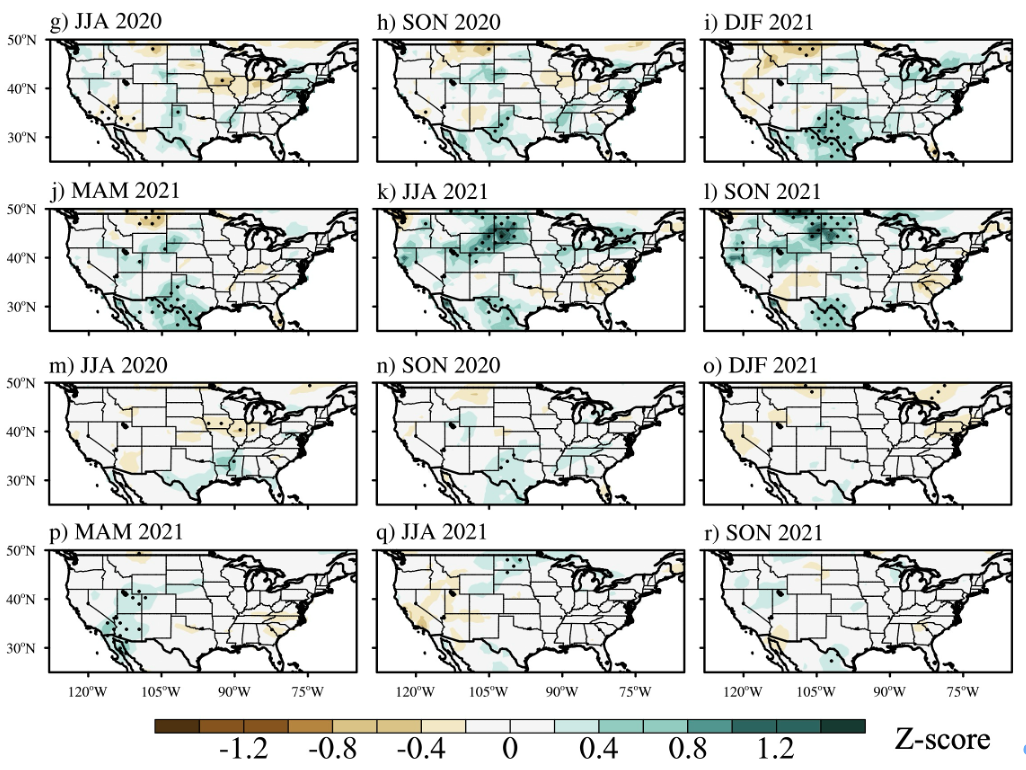 g) JJA 2020 h) SON 2020 i) DJF 2021
50°N
40°N
30°N
j) MAM 2021 k) JJA 2021 l) SON 2021
50°N
40°N
30°N
m) JJA 2020 n) SON 2020 o) DJF 2021
50°N
40°N
30°N
p) MAM 2021 q) JJA 2021 r) SON 2021
50°N
40°N
30°N
120°W 105°W 90°W 75°W 120°W 105°W 90°W 75°W 120°W 105°W 90°W 75°W
-1.2 -0.8 -0.4 0 0.4 0.8 1.2 Z-score